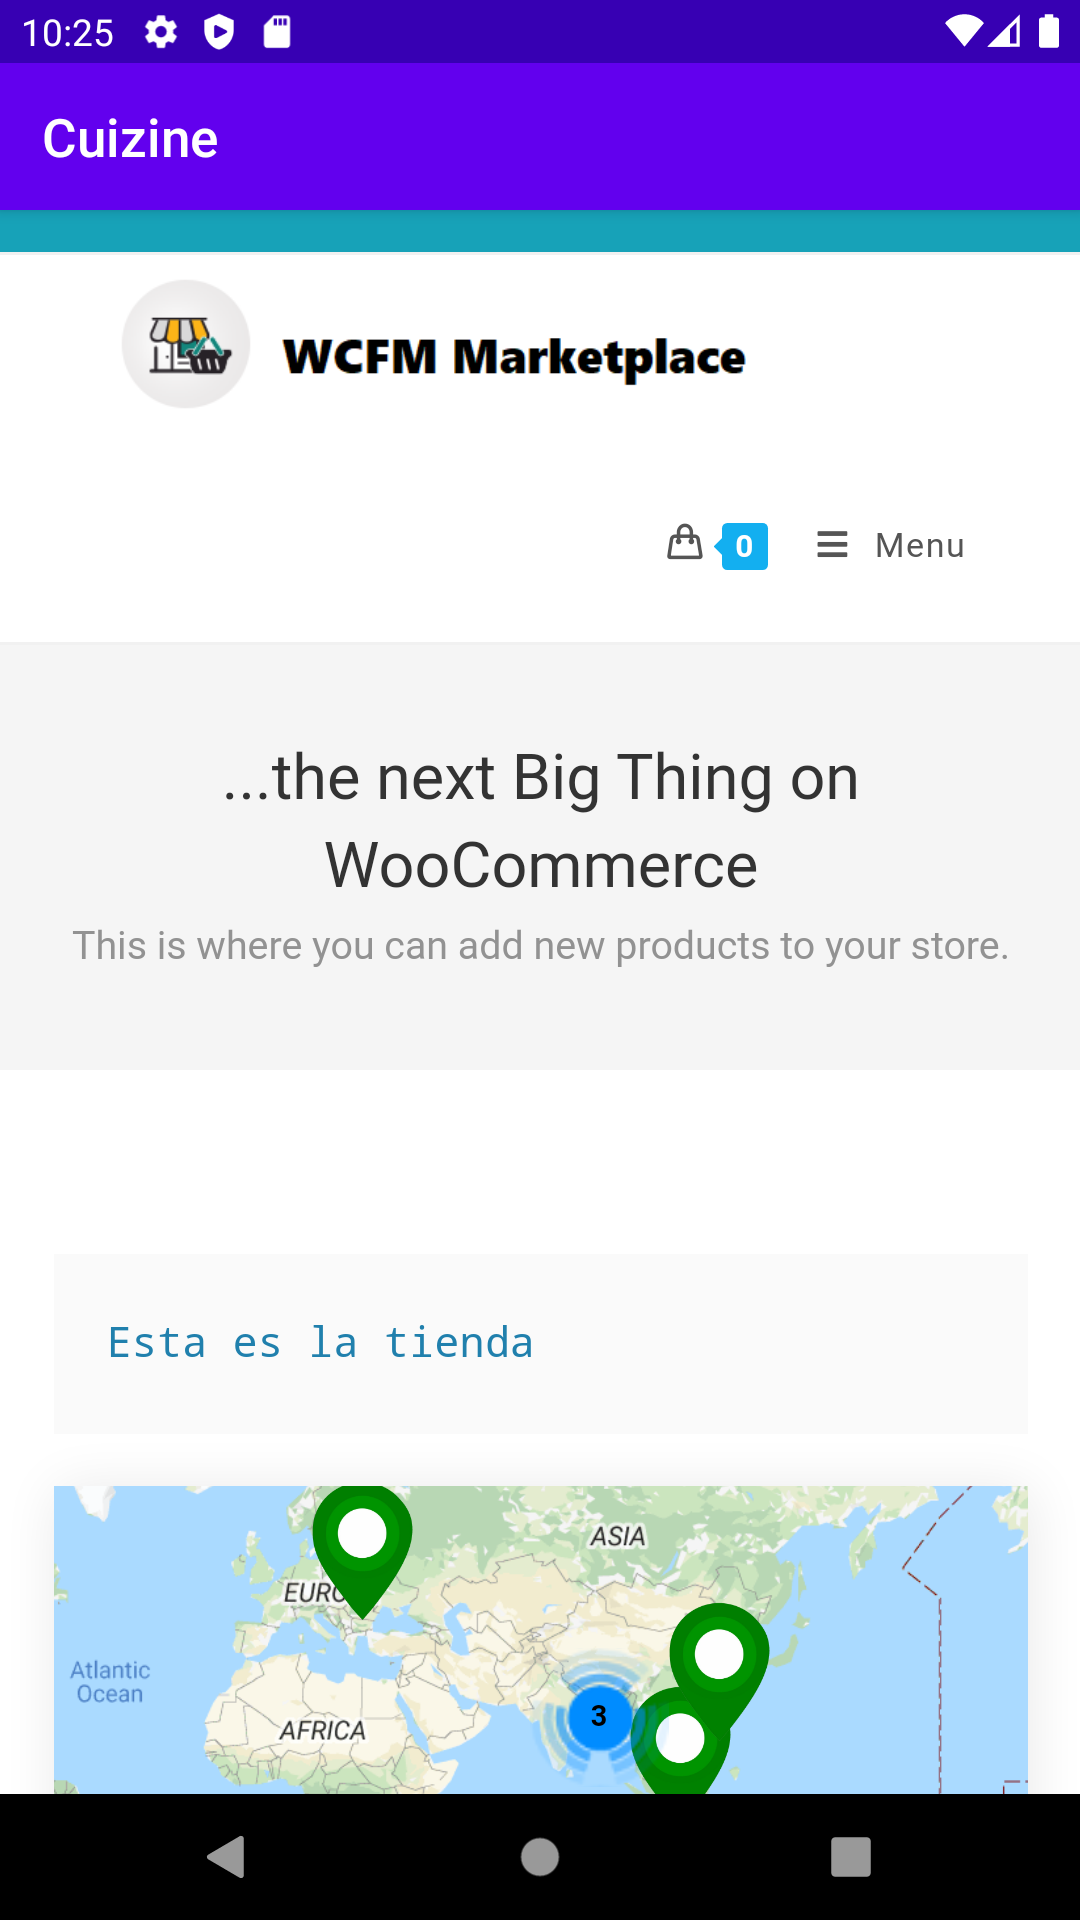 10:25
Cuizine
WCFM Marketplace
0
Menu
...the next Big Thing on
WooCommerce
This is where you can add new products to your store.
Esta es la tienda
ASIA
EURO
Atlantic
Ocean
3
AFRICA